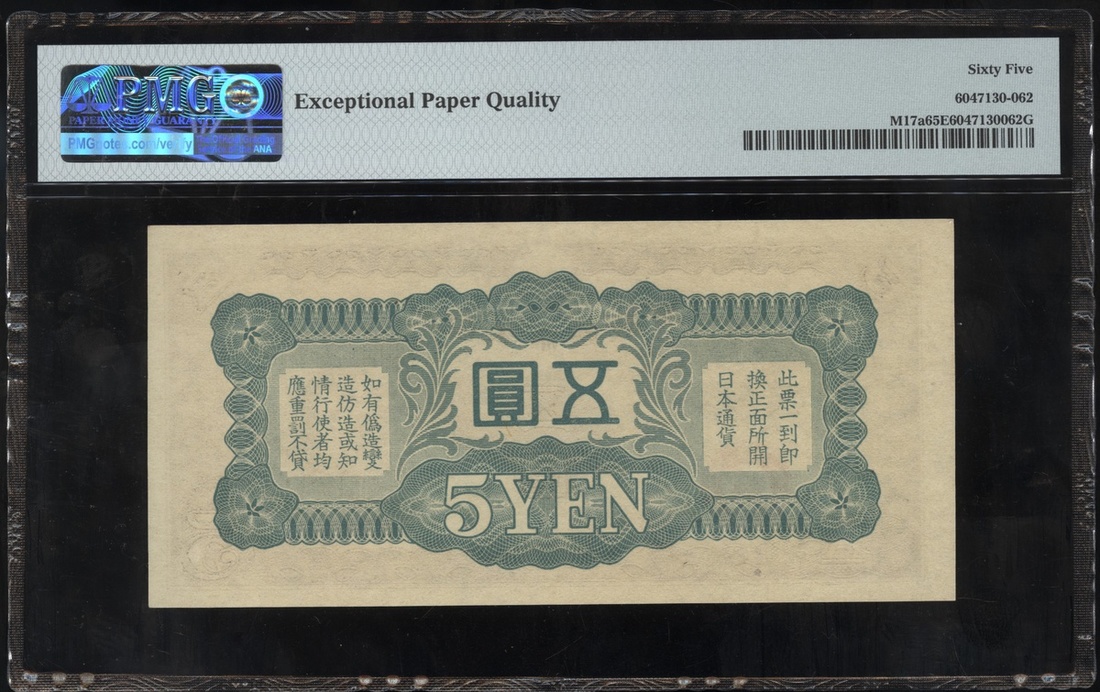 PMG
Exceptional Paper Quality
Sixty Five
6047130-062
M17a65E6047130062G
五圓
此票一到即
換正面所開
日本通貨
如有僞造變
造仿造或知
情行使者均
應重罰不貸
5YEN